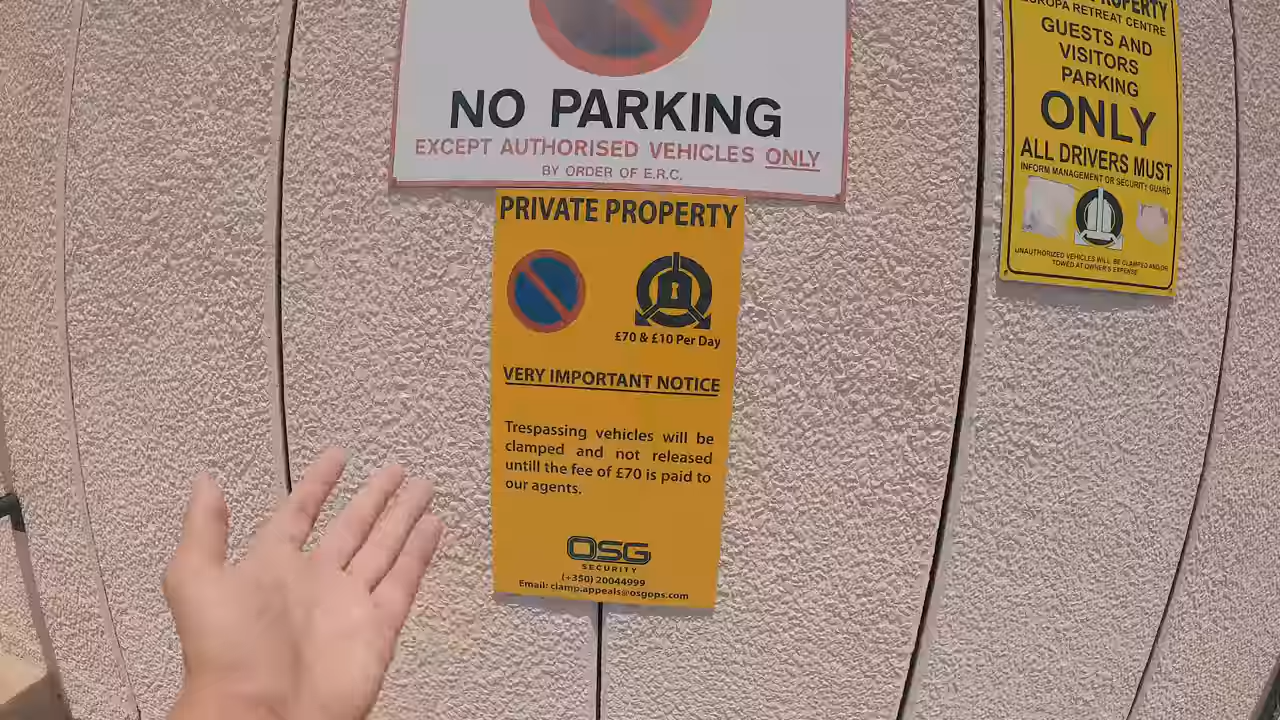 NO PARKING
EXCEPT AUTHORISED VEHICLES ONLY
BY ORDER OF E.R.C.
PRIVATE PROPERTY
£70 & £10 Per Day
VERY IMPORTANT NOTICE
Trespassing vehicles will be
clamped and not released
untill the fee of £70 is paid to
our agents.
OSG
SECURITY
(+350) 20044999
Email: clamp.appeals@osgops.com
PROPERTY
EUROPA RETREAT CENTRE
GUESTS AND
VISITORS
PARKING
ONLY
ALL DRIVERS MUST
INFORM MANAGEMENT OR SECURITY GUARD
UNAUTHORIZED VEHICLES WILL BE CLAMPED AND/OR
TOWED AT OWNER'S EXPENSE